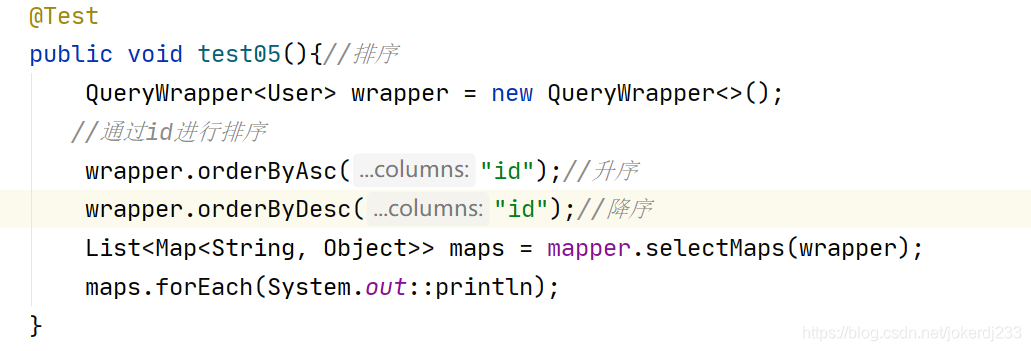 @Test
public void test05(){//排序
QueryWrapper<User> wrapper = new QueryWrapper<>();
//通过id进行排序
wrapper.orderByAsc( ...columns: "id");//升序
wrapper.orderByDesc( ...columns: "id");//降序
List<Map<String, Object>> maps = mapper.selectMaps(wrapper);
maps.forEach(System.out::println);
}
https://blog.csdn.net/jokerdj233